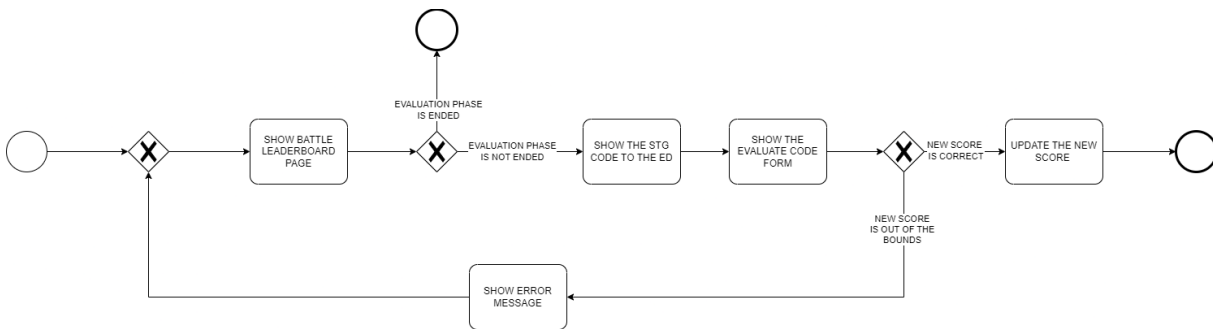 EVALUATION PHASE
IS ENDED
SHOW BATTLE
LEADERBOARD
PAGE
EVALUATION PHASE
IS NOT ENDED
SHOW THE STG
CODE TO THE ED
SHOW THE
EVALUATE CODE
FORM
NEW SCORE
IS CORRECT
UPDATE THE NEW
SCORE
NEW SCORE
IS OUT OF THE
BOUNDS
SHOW ERROR
MESSAGE